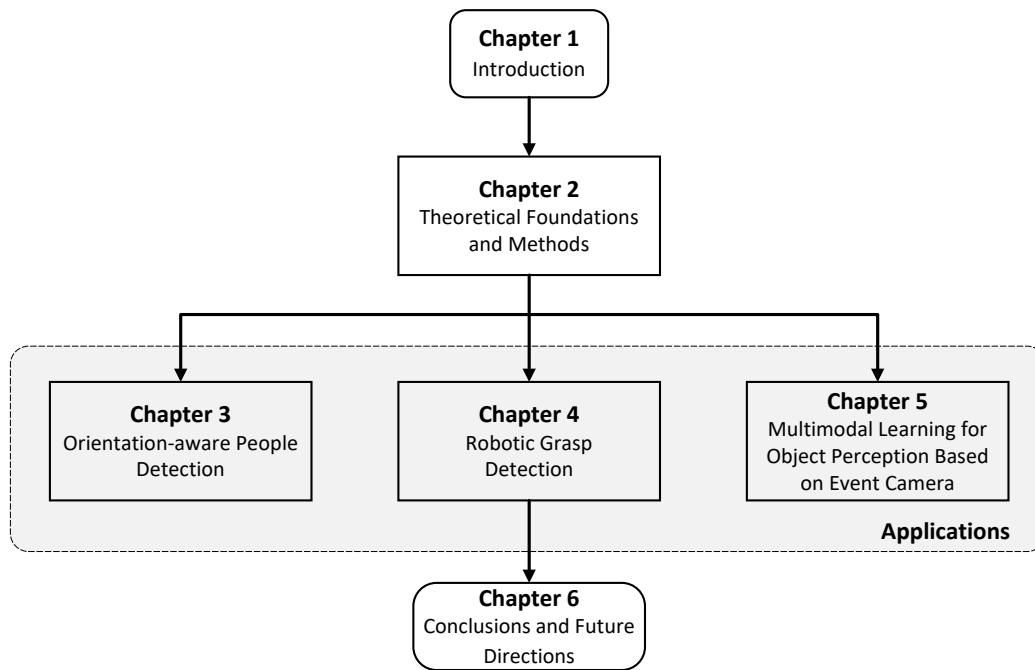 Chapter 1
Introduction
Chapter 2
Theoretical Foundations
and Methods
Chapter 3
Orientation-aware People
Detection
Chapter 4
Robotic Grasp
Detection
Chapter 5
Multimodal Learning for
Object Perception Based
on Event Camera
Applications
Chapter 6
Conclusions and Future
Directions